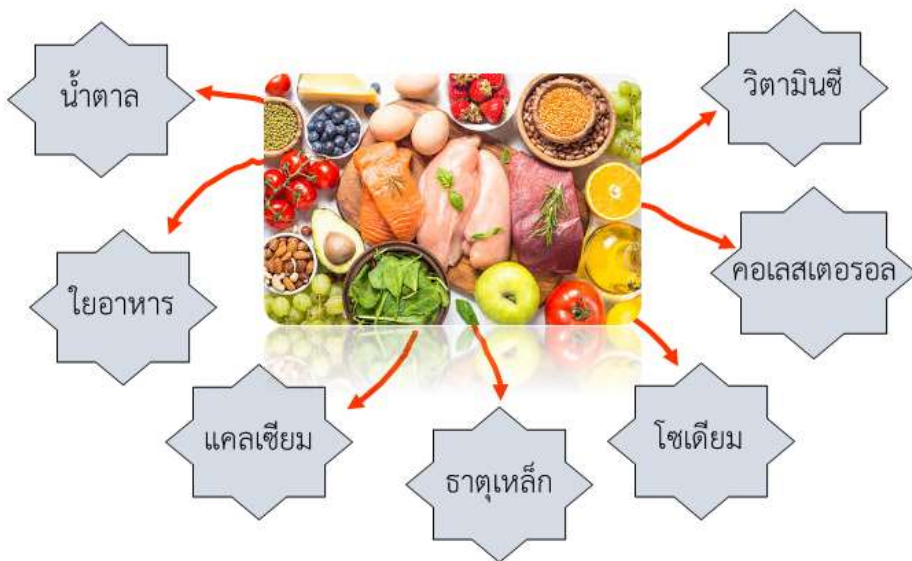 น้ำตาล
วิตามินซี
ใยอาหาร
คอเลสเตอรอล
แคลเซียม
โซเดียม
ธาตุเหล็ก